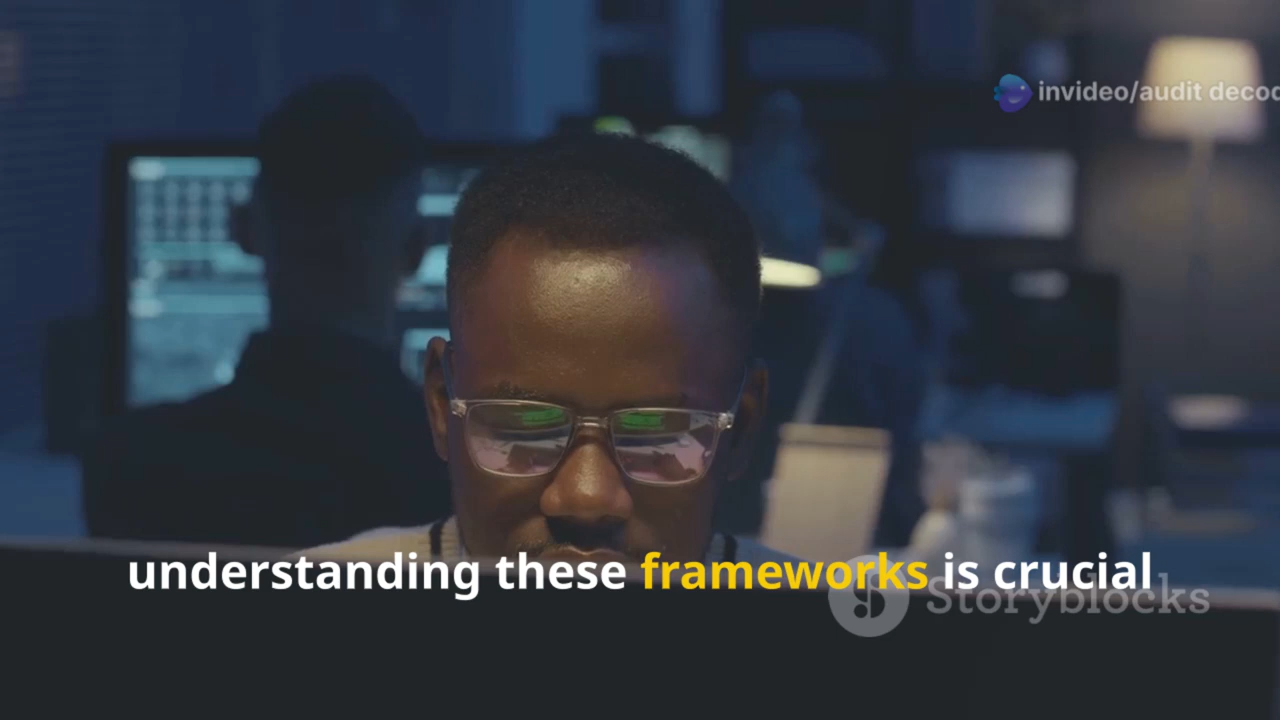 invideo/audit decod
understanding these frameworks is crucial
Storyblocks